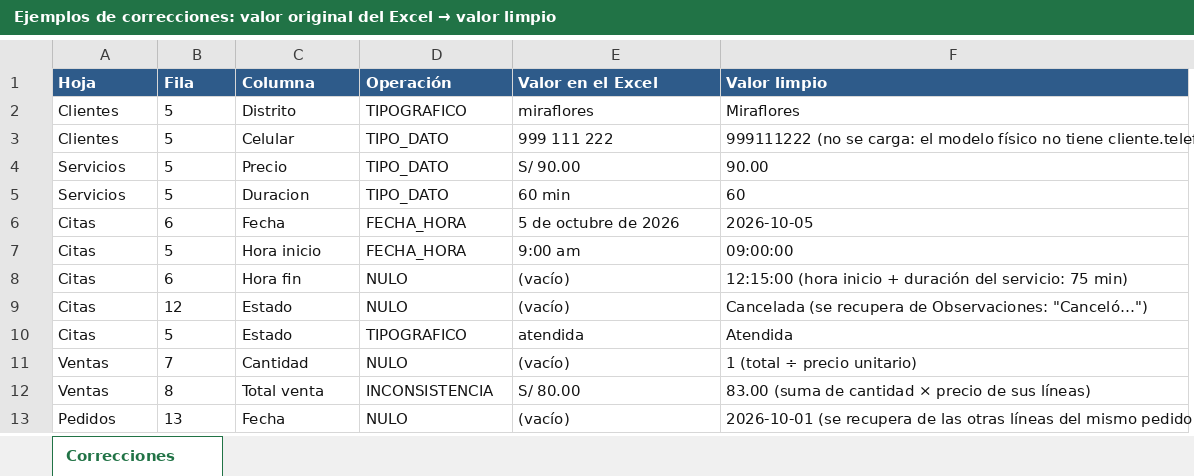 Ejemplos de correcciones: valor original del Excel → valor limpio
A B C D E F
1 Hoja Fila Columna Operación Valor en el Excel Valor limpio
2 Clientes 5 Distrito TIPOGRAFICO miraflores Miraflores
3 Clientes 5 Celular TIPO_DATO 999 111 222 999111222 (no se carga: el modelo físico no tiene cliente.telef
4 Servicios 5 Precio TIPO_DATO S/ 90.00 90.00
5 Servicios 5 Duracion TIPO_DATO 60 min 60
6 Citas 6 Fecha FECHA_HORA 5 de octubre de 2026 2026-10-05
7 Citas 5 Hora inicio FECHA_HORA 9:00 am 09:00:00
8 Citas 6 Hora fin NULO (vacío) 12:15:00 (hora inicio + duración del servicio: 75 min)
9 Citas 12 Estado NULO (vacío) Cancelada (se recupera de Observaciones: "Canceló…")
10 Citas 5 Estado TIPOGRAFICO atendida Atendida
11 Ventas 7 Cantidad NULO (vacío) 1 (total ÷ precio unitario)
12 Ventas 8 Total venta INCONSISTENCIA S/ 80.00 83.00 (suma de cantidad × precio de sus líneas)
13 Pedidos 13 Fecha NULO (vacío) 2026-10-01 (se recupera de las otras líneas del mismo pedido
Correcciones